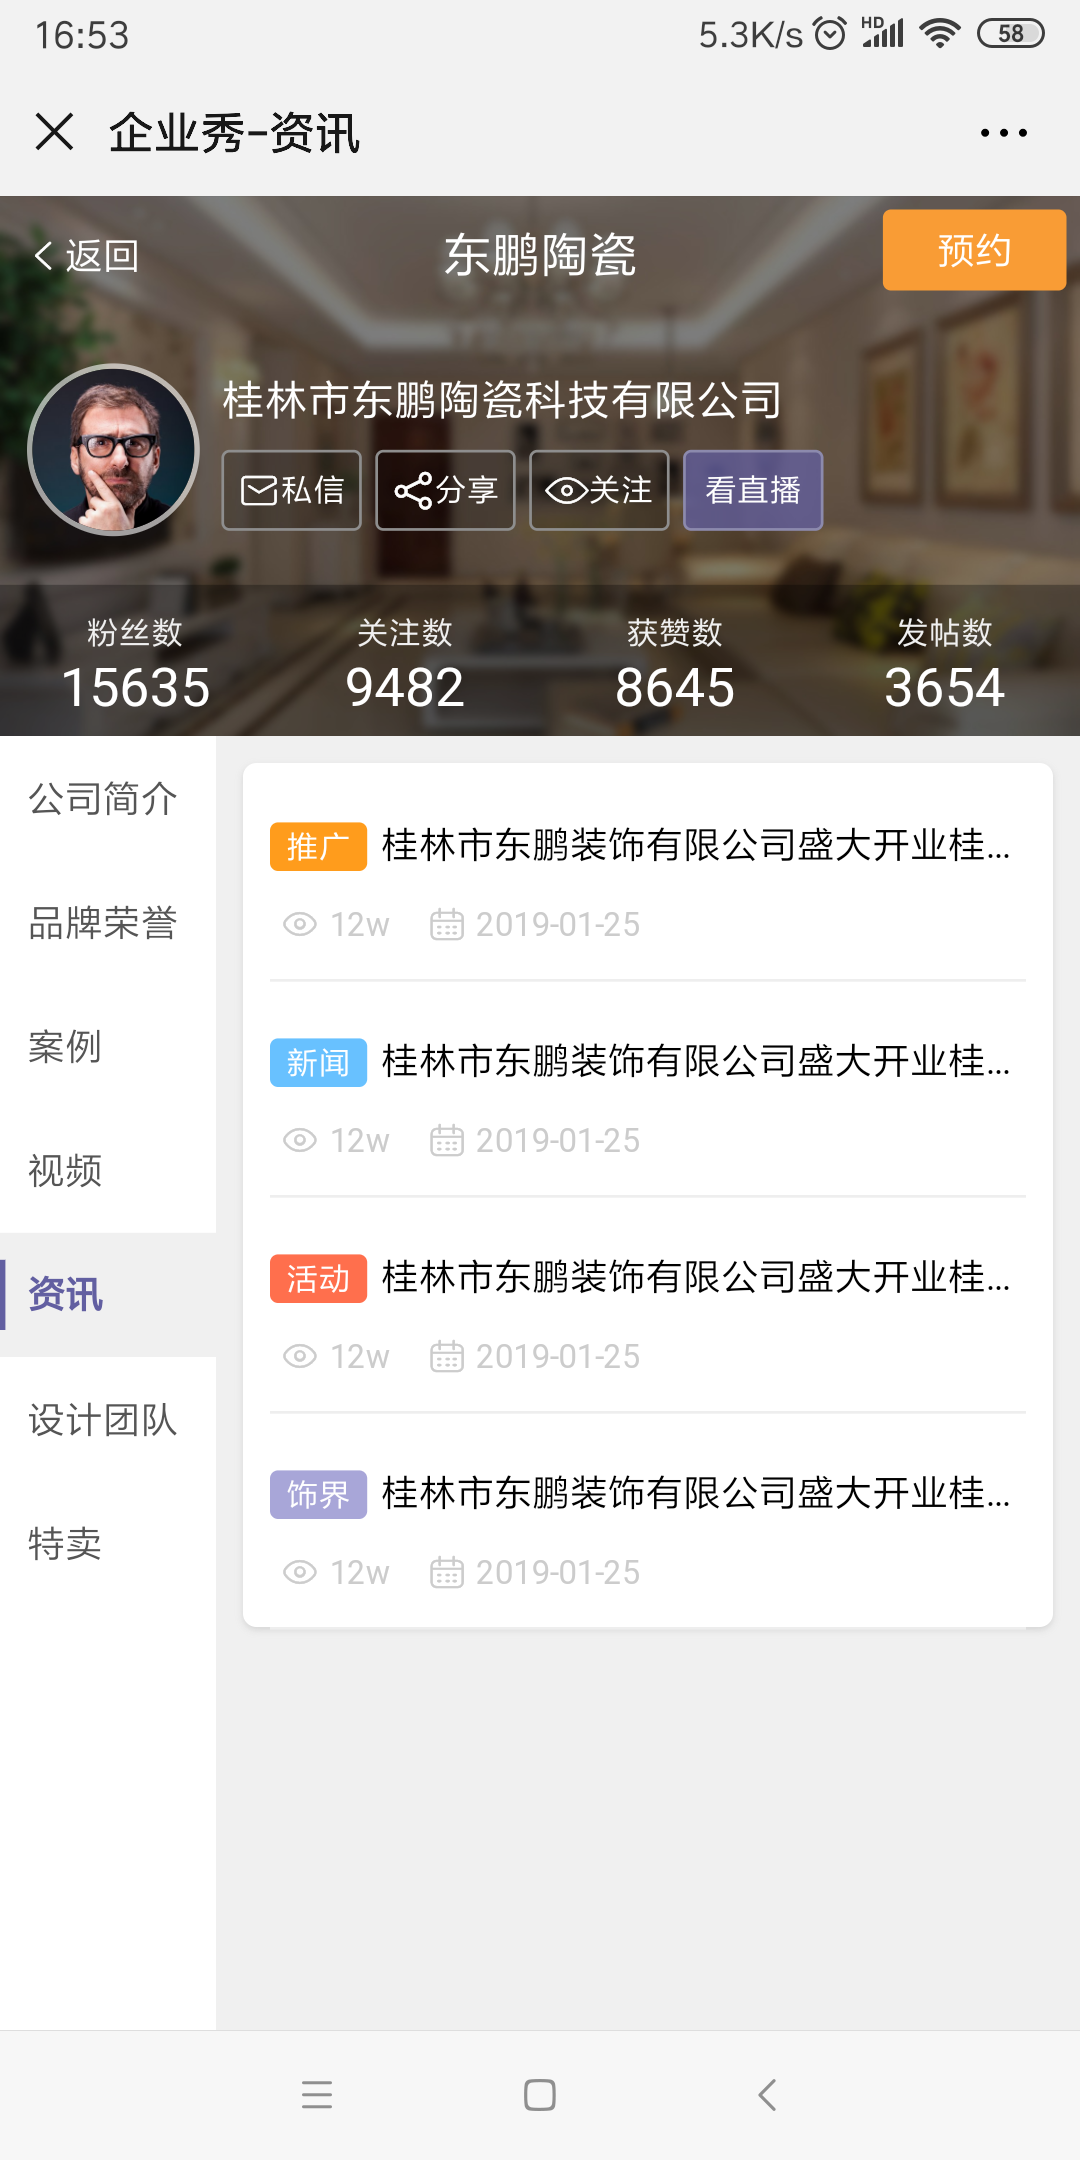 16:53
5.3K/s HD 58
企业秀-资讯
返回
东鹏陶瓷
预约
桂林市东鹏陶瓷科技有限公司
私信 分享 关注 看直播
粉丝数 关注数 获赞数 发帖数
15635 9482 8645 3654
公司简介
品牌荣誉
案例
视频
资讯
设计团队
特卖
推广 桂林市东鹏装饰有限公司盛大开业桂...
12w 2019-01-25
新闻 桂林市东鹏装饰有限公司盛大开业桂...
12w 2019-01-25
活动 桂林市东鹏装饰有限公司盛大开业桂...
12w 2019-01-25
饰界 桂林市东鹏装饰有限公司盛大开业桂...
12w 2019-01-25